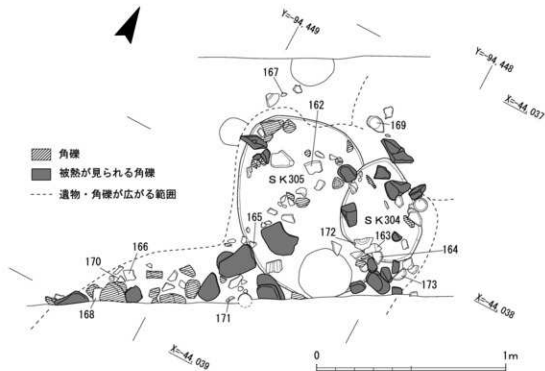 Y=-94,449
Y=-94,448
X=-44,037
167
162
169
角礫
被熱が見られる角礫
遺物・角礫が広がる範囲
SK305
SK304
165
172
163
164
166
170
173
168
171
X=-44,038
X=-44,039
0
1m